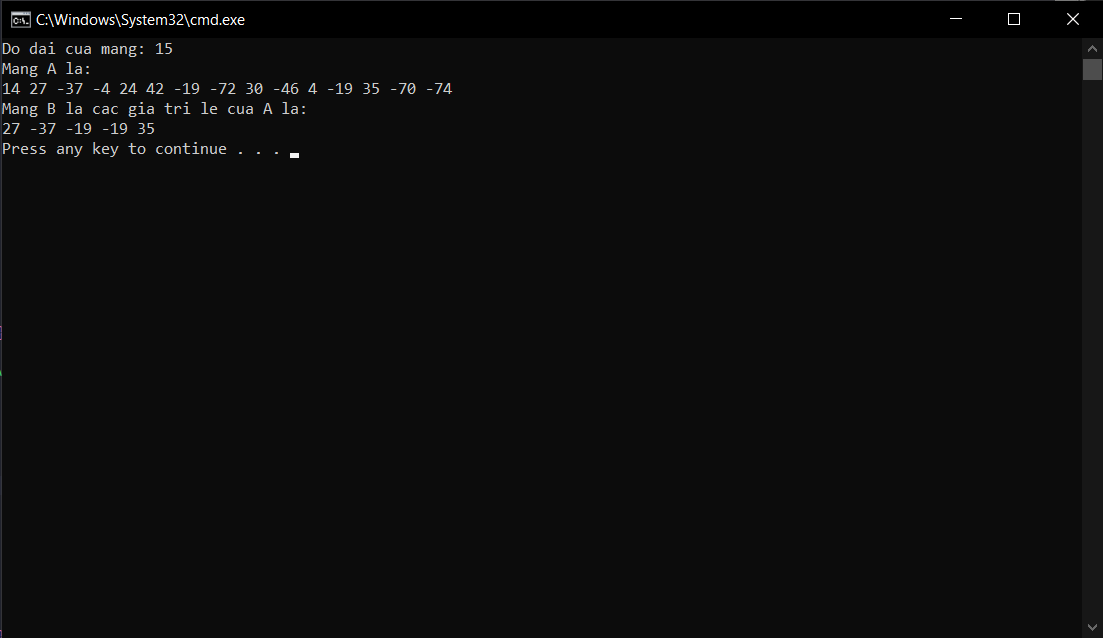 C:\Windows\System32\cmd.exe
Do dai cua mang: 15
Mang A la:
14 27 -37 -4 24 42 -19 -72 30 -46 4 -19 35 -70 -74
Mang B la cac gia tri le cua A la:
27 -37 -19 -19 35
Press any key to continue . . .